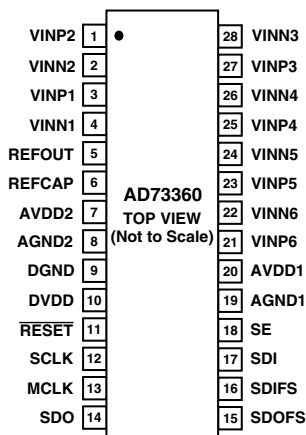 VINP2 1 28 VINN3
VINN2 2 27 VINP3
VINP1 3 26 VINN4
VINN1 4 25 VINP4
REFOUT 5 24 VINN5
REFCAP 6 23 VINP5
AVDD2 7 22 VINN6
AGND2 8 21 VINP6
DGND 9 20 AVDD1
DVDD 10 19 AGND1
RESET 11 18 SE
SCLK 12 17 SDI
MCLK 13 16 SDIFS
SDO 14 15 SDOFS
AD73360
TOP VIEW
(Not to Scale)